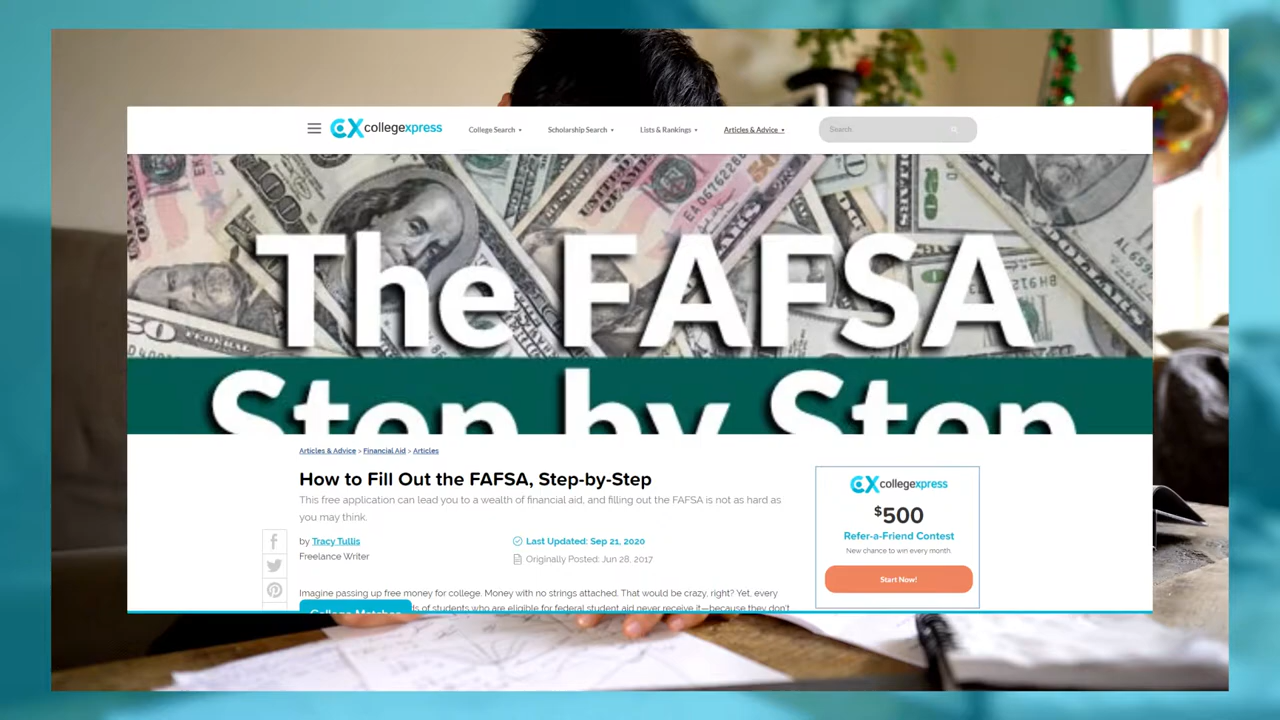 collegexpress
College Search
Scholarship Search
Lists & Rankings
Articles & Advice
Search
The FAFSA
Step by Step
Articles & Advice > Financial Aid > Articles
How to Fill Out the FAFSA, Step-by-Step
This free application can lead you to a wealth of financial aid, and filling out the FAFSA is not as hard as
you may think.
by Tracy Tullis
Freelance Writer
Last Updated: Sep 21, 2020
Originally Posted: Jun 28, 2017
Imagine passing up free money for college. Money with no strings attached. That would be crazy, right? Yet, every
of students who are eligible for federal student aid never receive it—because they don't
College Matches
collegexpress
$500
Refer-a-Friend Contest
New chance to win every month.
Start Now!